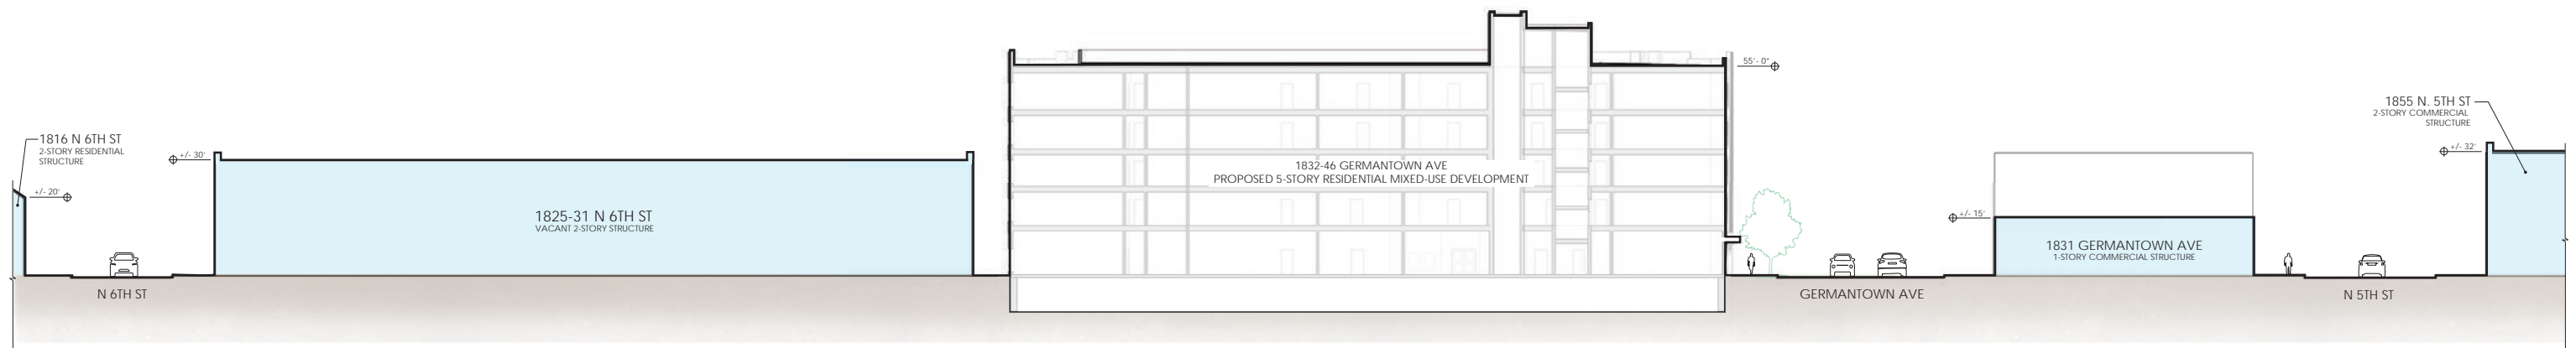 1816 N 6TH ST
2-STORY RESIDENTIAL
STRUCTURE
+/- 20'
N 6TH ST
+/- 30'
1825-31 N 6TH ST
VACANT 2-STORY STRUCTURE
1832-46 GERMANTOWN AVE
PROPOSED 5-STORY RESIDENTIAL MIXED-USE DEVELOPMENT
55' - 0"
GERMANTOWN AVE
+/- 15'
1831 GERMANTOWN AVE
1-STORY COMMERCIAL STRUCTURE
N 5TH ST
1855 N. 5TH ST
2-STORY COMMERCIAL
STRUCTURE
+/- 32'